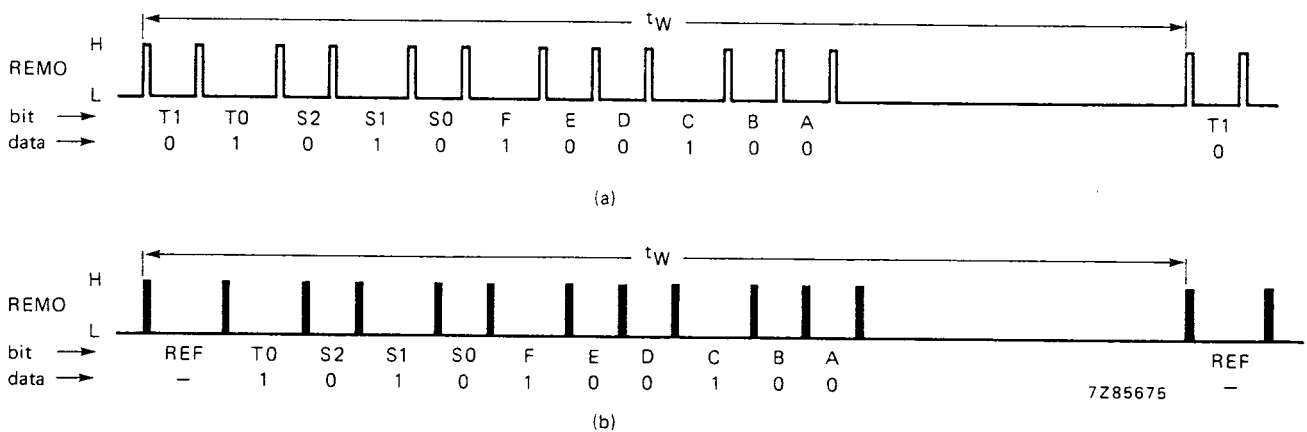 tW
H
REMO
L
bit → T1 T0 S2 S1 S0 F E D C B A T1
data → 0 1 0 1 0 1 0 0 1 0 0 0
(a)
tW
H
REMO
L
bit → REF T0 S2 S1 S0 F E D C B A REF
data → – 1 0 1 0 1 0 0 1 0 0 –
7Z85675
(b)